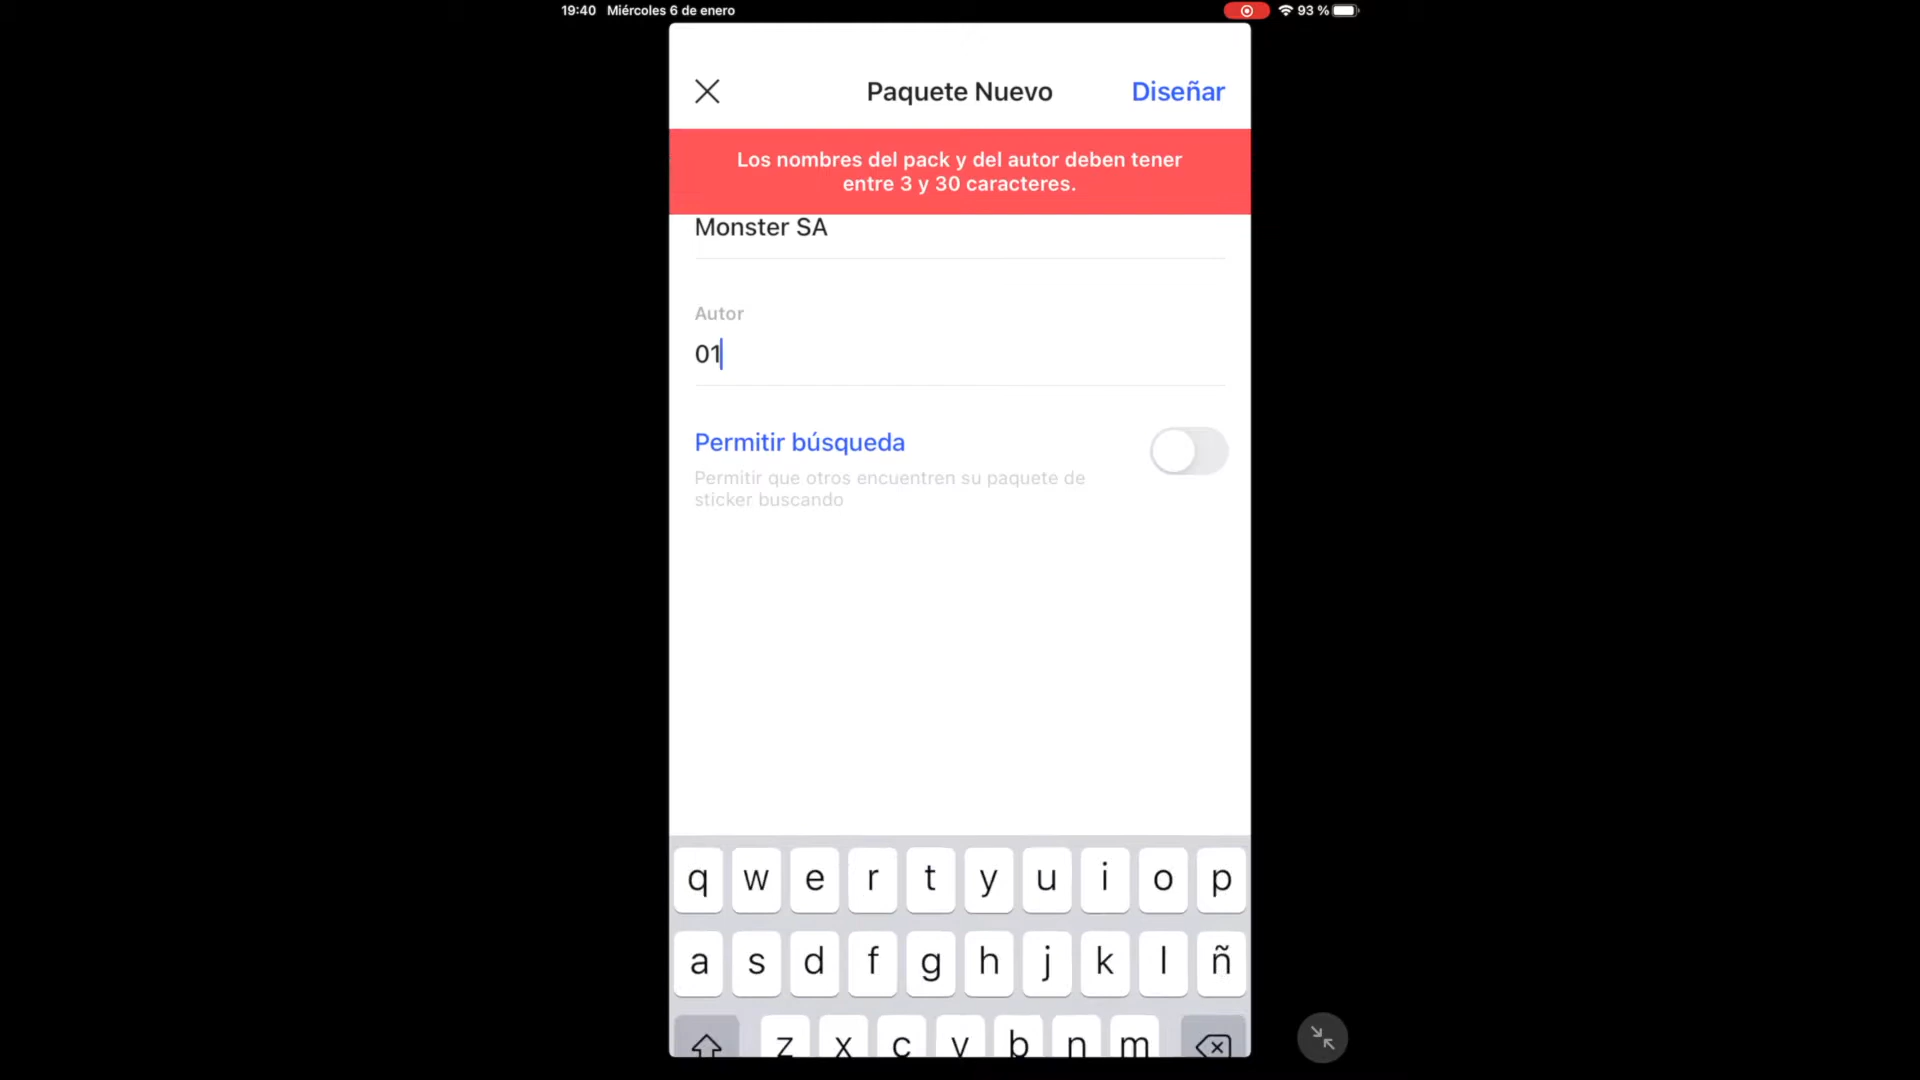 19:40 Miércoles 6 de enero 93 %
Paquete Nuevo Diseñar
Los nombres del pack y del autor deben tener
entre 3 y 30 caracteres.
Monster SA
Autor
01
Permitir búsqueda
Permitir que otros encuentren su paquete de
sticker buscando
q w e r t y u i o p
a s d f g h j k l ñ
z x c v b n m